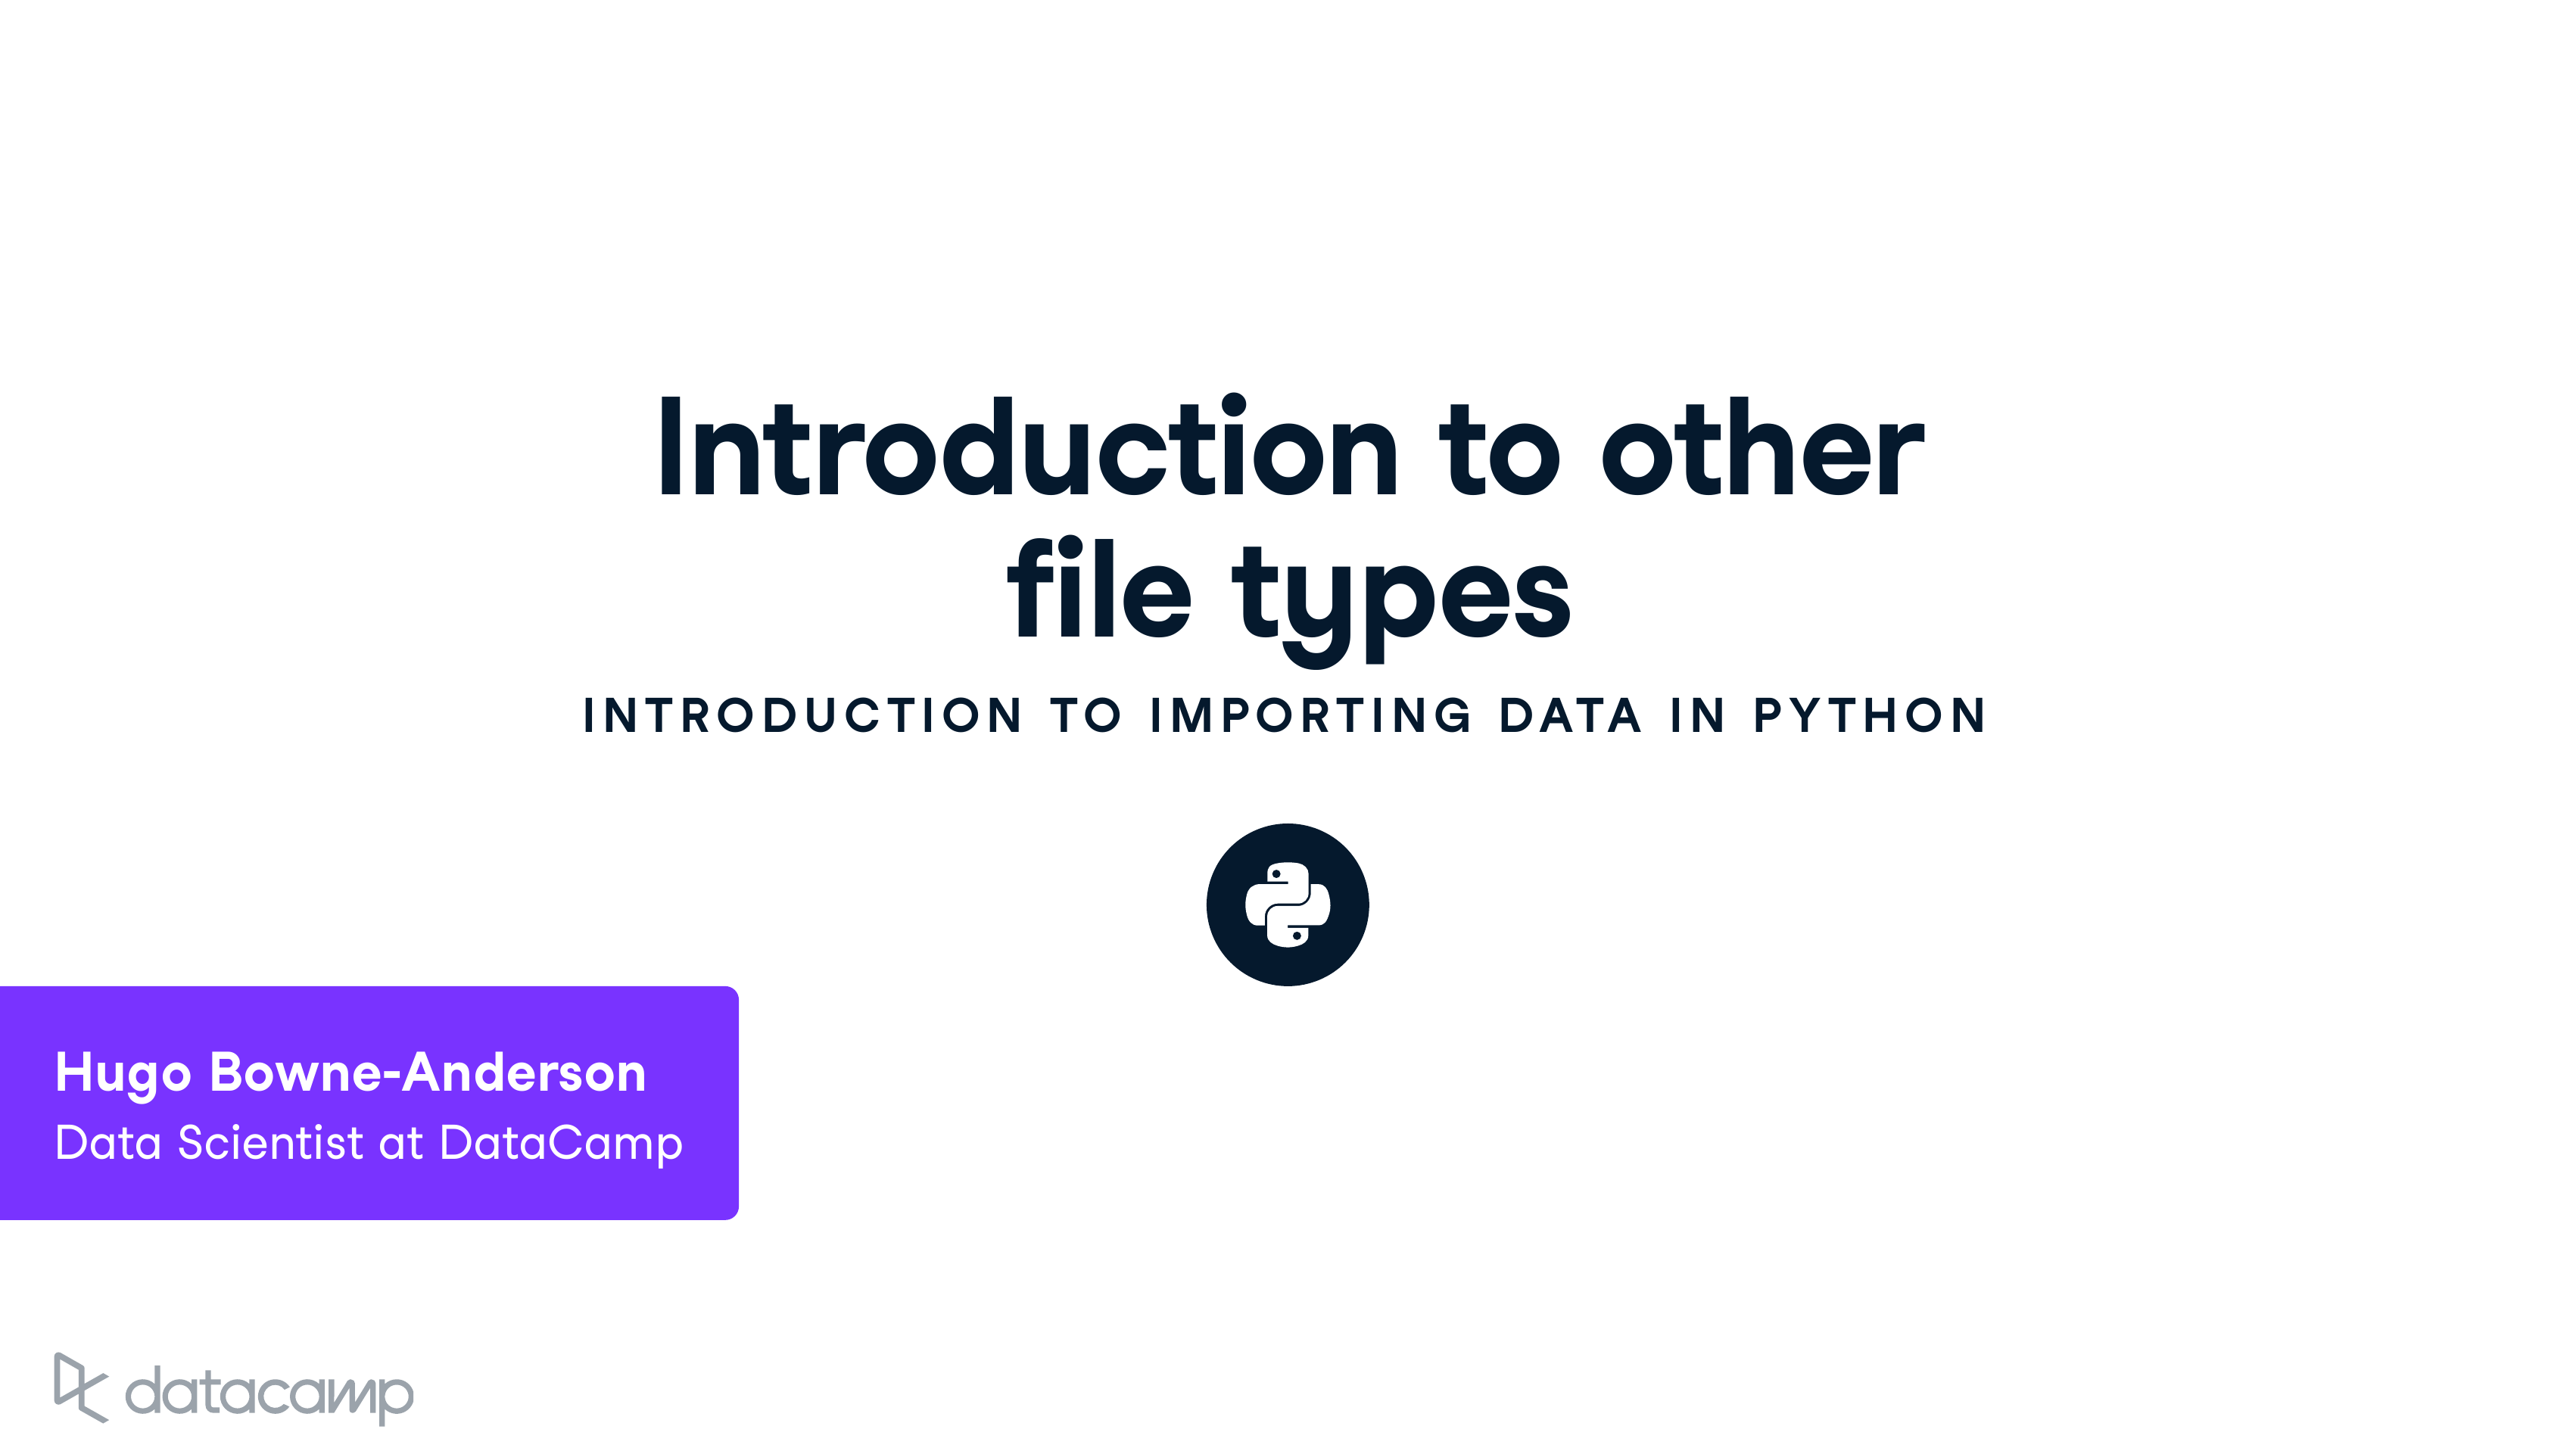 Introduction to other
file types
INTRODUCTION TO IMPORTING DATA IN PYTHON
Hugo Bowne-Anderson
Data Scientist at DataCamp
datacamp